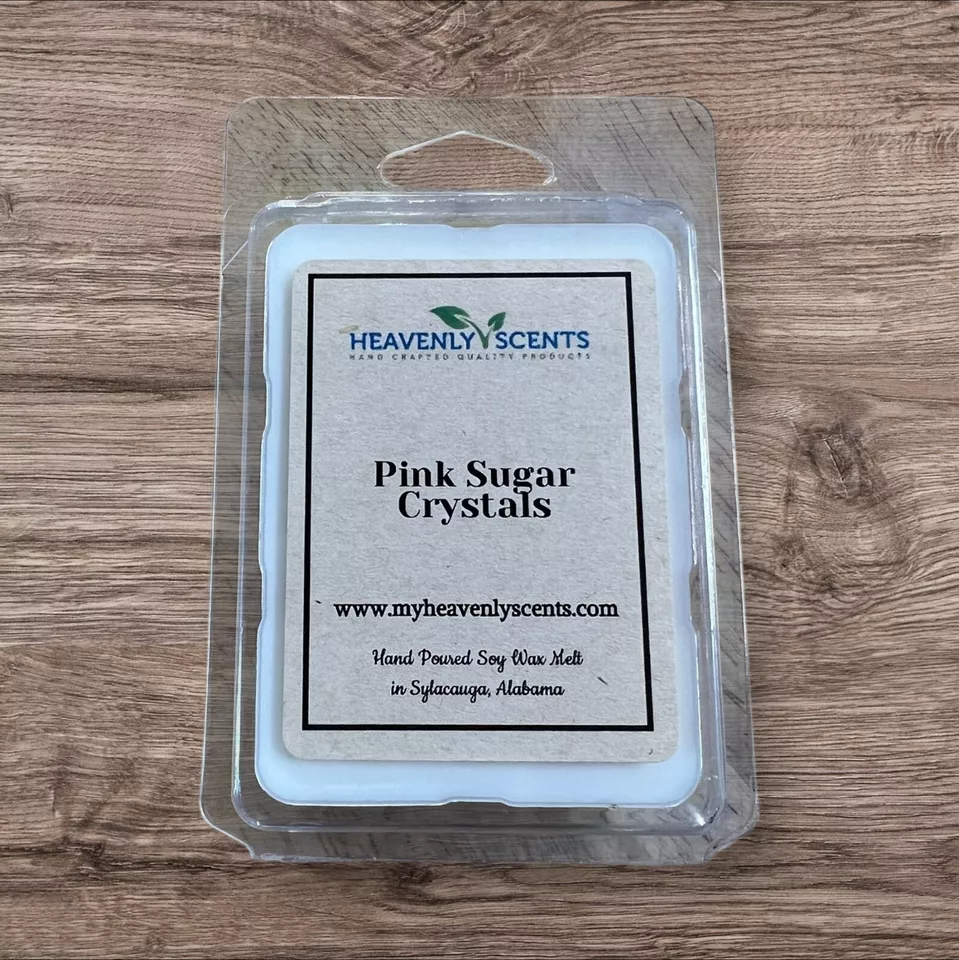 HEAVENLY SCENTS
HAND CRAFTED QUALITY PRODUCTS
Pink Sugar
Crystals
www.myheavenlyscents.com
Hand Poured Soy Wax Melt
in Sylacauga, Alabama